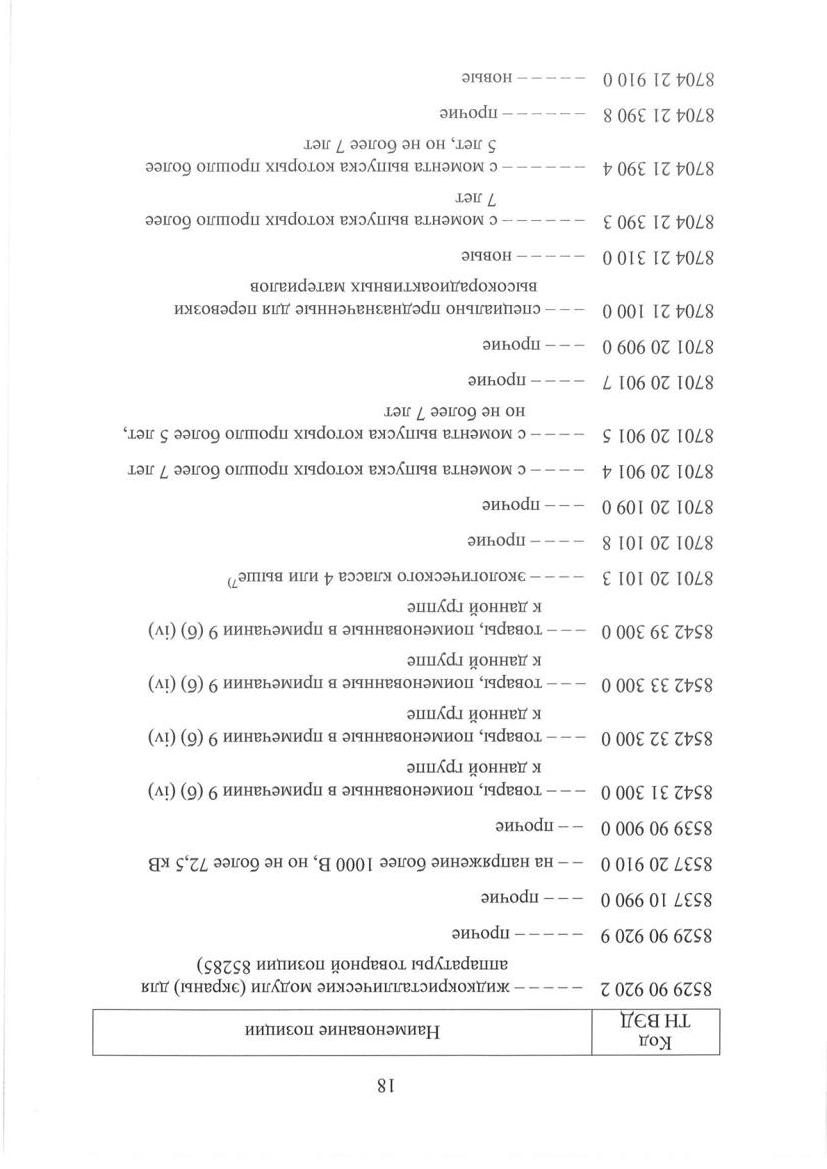 18
Код
ТН ВЭД
Наименование позиции
8529 90 920 2 – – – – – жидкокристаллические модули (экраны) для
аппаратуры товарной позиции 8528⁵)
8529 90 920 9 – – – – – прочие
8537 10 990 0 – – – прочие
8537 20 910 0 – – на напряжение более 1000 В, но не более 72,5 кВ
8539 90 900 0 – – прочие
8542 31 300 0 – – – товары, поименованные в примечании 9 (б) (iv)
к данной группе
8542 32 300 0 – – – товары, поименованные в примечании 9 (б) (iv)
к данной группе
8542 33 300 0 – – – товары, поименованные в примечании 9 (б) (iv)
к данной группе
8542 39 300 0 – – – товары, поименованные в примечании 9 (б) (iv)
к данной группе
8701 20 101 3 – – – – экологического класса 4 или выше⁷⁾
8701 20 101 8 – – – – прочие
8701 20 109 0 – – – прочие
8701 20 901 4 – – – – с момента выпуска которых прошло более 7 лет
8701 20 901 5 – – – – с момента выпуска которых прошло более 5 лет,
но не более 7 лет
8701 20 901 7 – – – – прочие
8701 20 909 0 – – – прочие
8704 21 100 0 – – – специально предназначенные для перевозки
высокорадиоактивных материалов
8704 21 310 0 – – – – – новые
8704 21 390 3 – – – – – – с момента выпуска которых прошло более
7 лет
8704 21 390 4 – – – – – – с момента выпуска которых прошло более
5 лет, но не более 7 лет
8704 21 390 8 – – – – – – прочие
8704 21 910 0 – – – – – новые